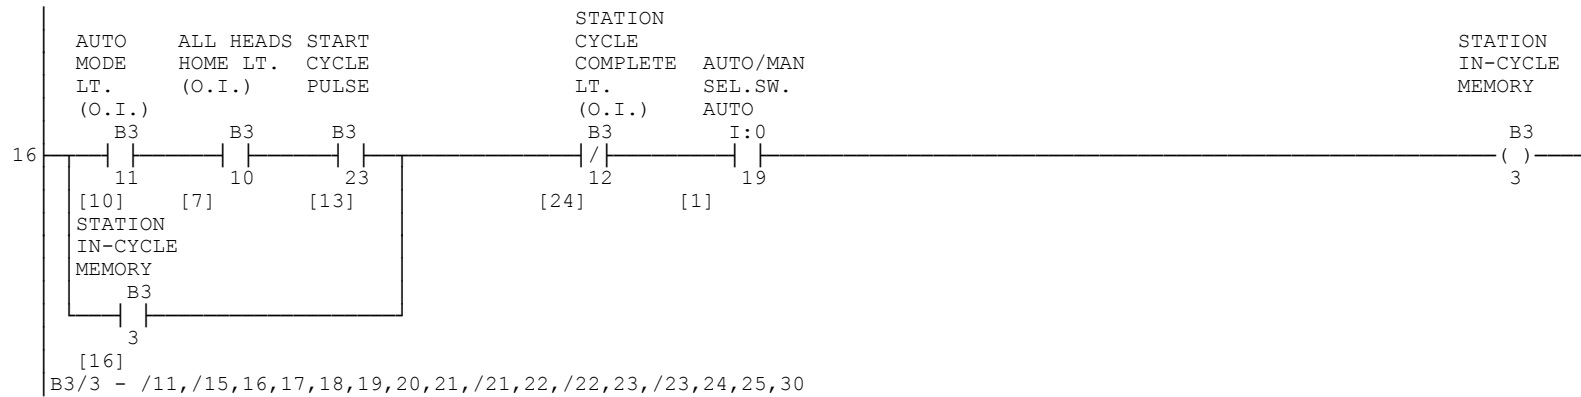 STATION
AUTO ALL HEADS START CYCLE STATION
MODE HOME LT. CYCLE COMPLETE AUTO/MAN IN-CYCLE
LT. (O.I.) PULSE LT. SEL.SW. MEMORY
(O.I.) (O.I.) AUTO
B3 B3 B3 B3 I:0 B3
16 ( )
11 10 23 12 19 3
[10] [7] [13] [24] [1]
STATION
IN-CYCLE
MEMORY
B3
3
[16]
B3/3 - /11,/15,16,17,18,19,20,21,/21,22,/22,23,/23,24,25,30